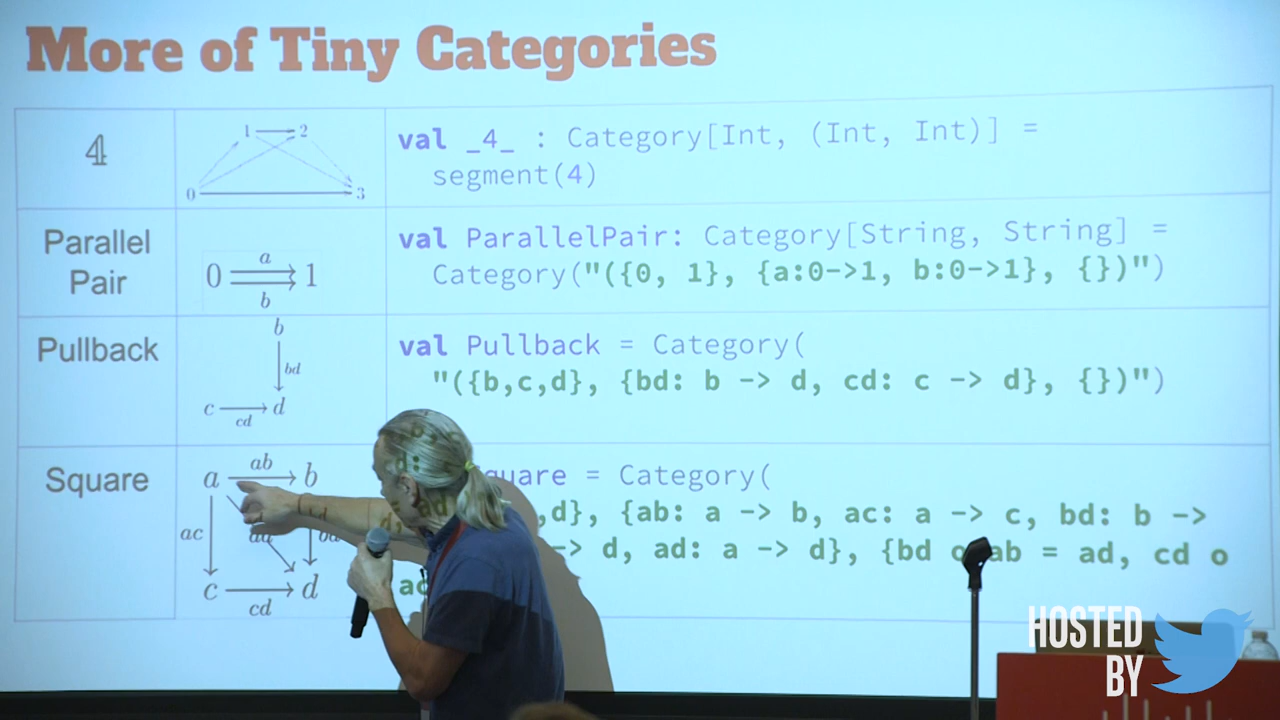 More of Tiny Categories
4
1 2
0 3
val _4_ : Category[Int, (Int, Int)] =
segment(4)
Parallel
Pair
a
0 1
b
val ParallelPair: Category[String, String] =
Category("({0, 1}, {a:0->1, b:0->1}, {})")
Pullback
b
bd
c d
cd
val Pullback = Category(
"({b,c,d}, {bd: b -> d, cd: c -> d}, {})")
Square
ab
a b
ac
c d
cd
quare = Category(
,d}, {ab: a -> b, ac: a -> c, bd: b ->
-> d, ad: a -> d}, {bd o ab = ad, cd o
HOSTED
BY